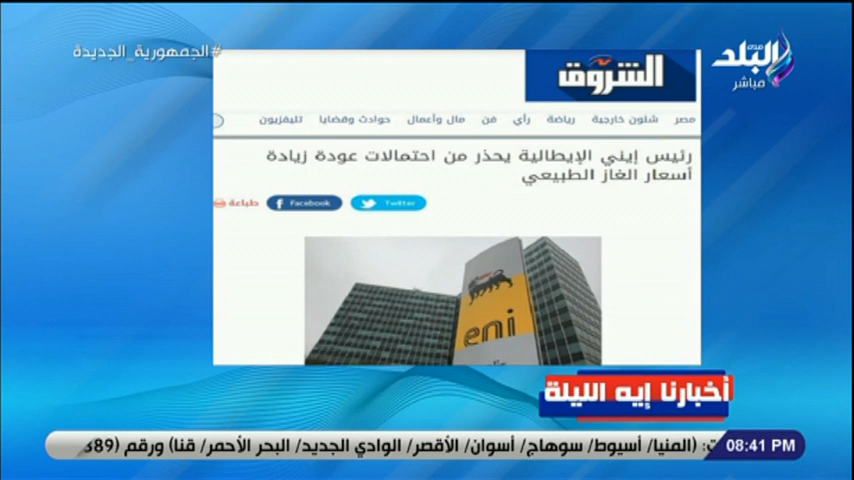 #الجمهورية_الجديدة
صدى البلد
مباشر
الشروق
مصر شئون خارجية رياضة رأي فن مال وأعمال حوادث وقضايا تليفزيون
رئيس إيني الإيطالية يحذر من احتمالات عودة زيادة
أسعار الغاز الطبيعي
Twitter Facebook طباعة
eni
أخبارنا إيه الليلة
08:41 PM
ت: (المنيا/ أسيوط/ سوهاج/ أسوان/ الأقصر/ الوادي الجديد/ البحر الأحمر/ قنا) ورقم (389